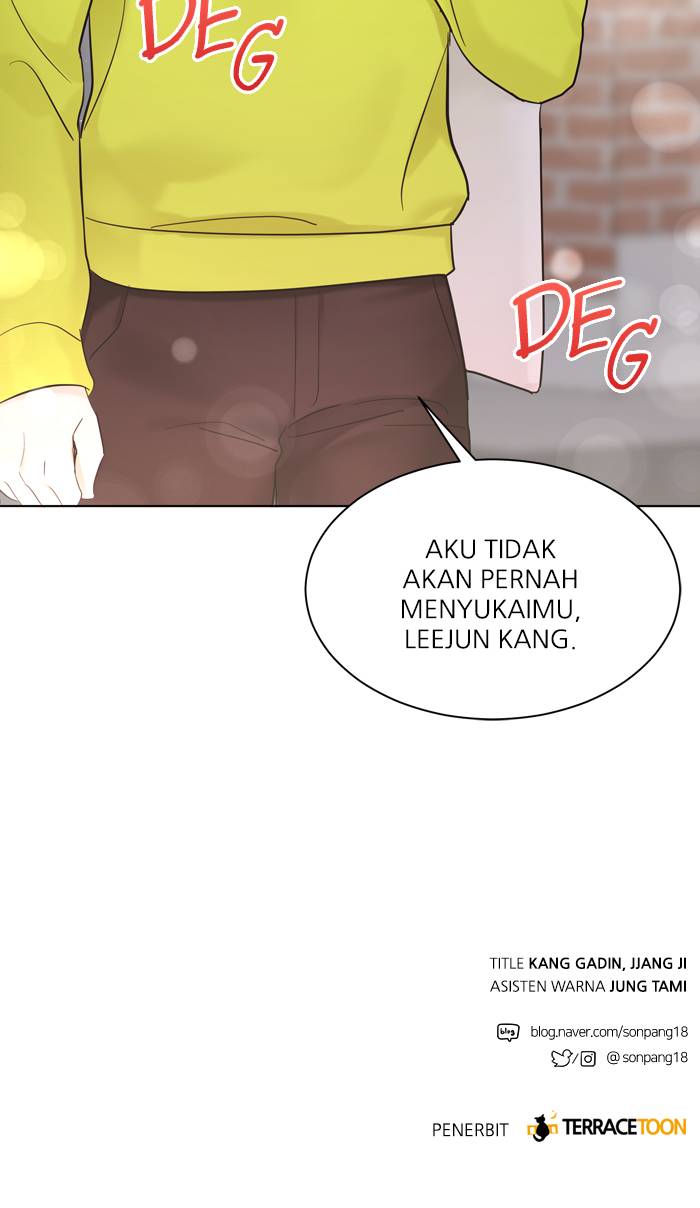 DEG
DEG
AKU TIDAK
AKAN PERNAH
MENYUKAIMU,
LEEJUN KANG.
TITLE KANG GADIN, JJANG JI
ASISTEN WARNA JUNG TAMI
blog blog.naver.com/sonpang18
/ @sonpang18
PENERBIT TERRACETOON